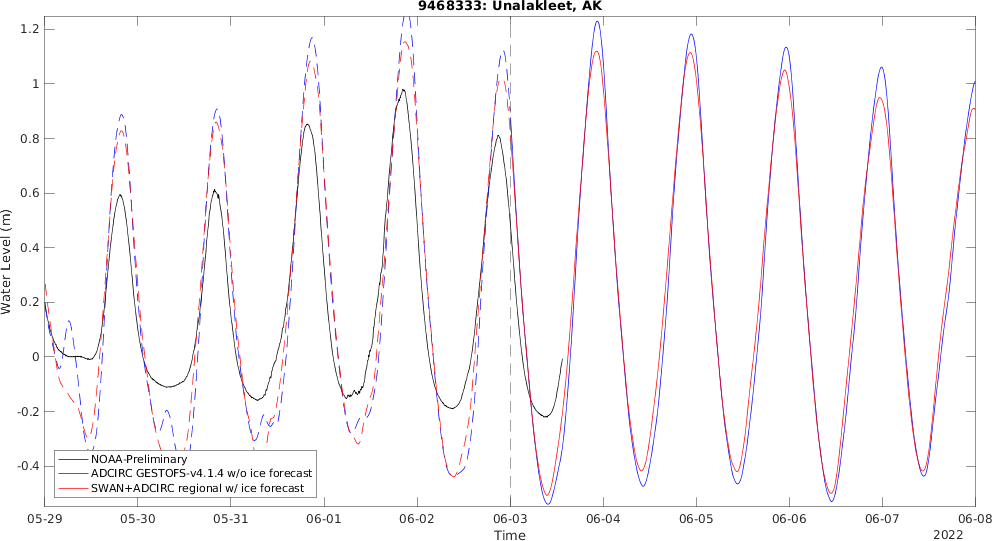 9468333: Unalakleet, AK
1.2
1
0.8
0.6
0.4
0.2
0
-0.2
-0.4
Water Level (m)
NOAA-Preliminary
ADCIRC GESTOFS-v4.1.4 w/o ice forecast
SWAN+ADCIRC regional w/ ice forecast
05-29 05-30 05-31 06-01 06-02 06-03 06-04 06-05 06-06 06-07 06-08
Time
2022